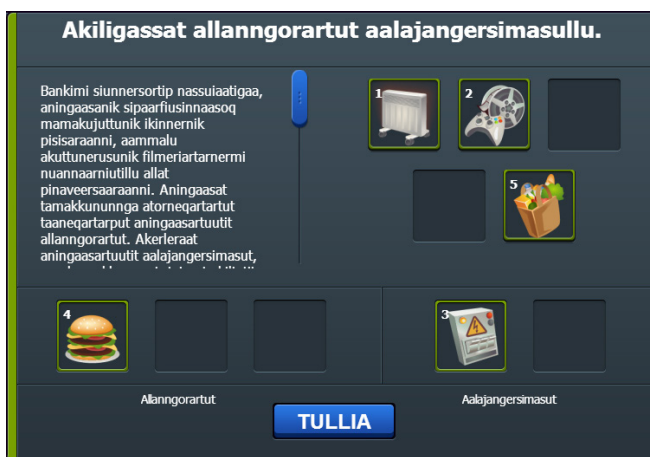 Akiligassat allanngorartut aalajangersimasullu.
Bankimi siunnersortip nassuiaatigaa,
aningaasanik sipaarfiusinnaasoq
mamakujuttunik ikinnernik
pisisaraanni, aammalu
akuttunerusunik filmeriartarnermi
nuannaarniutillu allat
pinaveersaaraanni. Aningaasat
tamakkununnga atorneqartartut
taaneqartarput aningaasartuutit
allanngorartut. Akerleraat
aningaasartuutit aalajangersimasut,
1
2
5
4
3
Allanngorartut
Aalajangersimasut
TULLIA